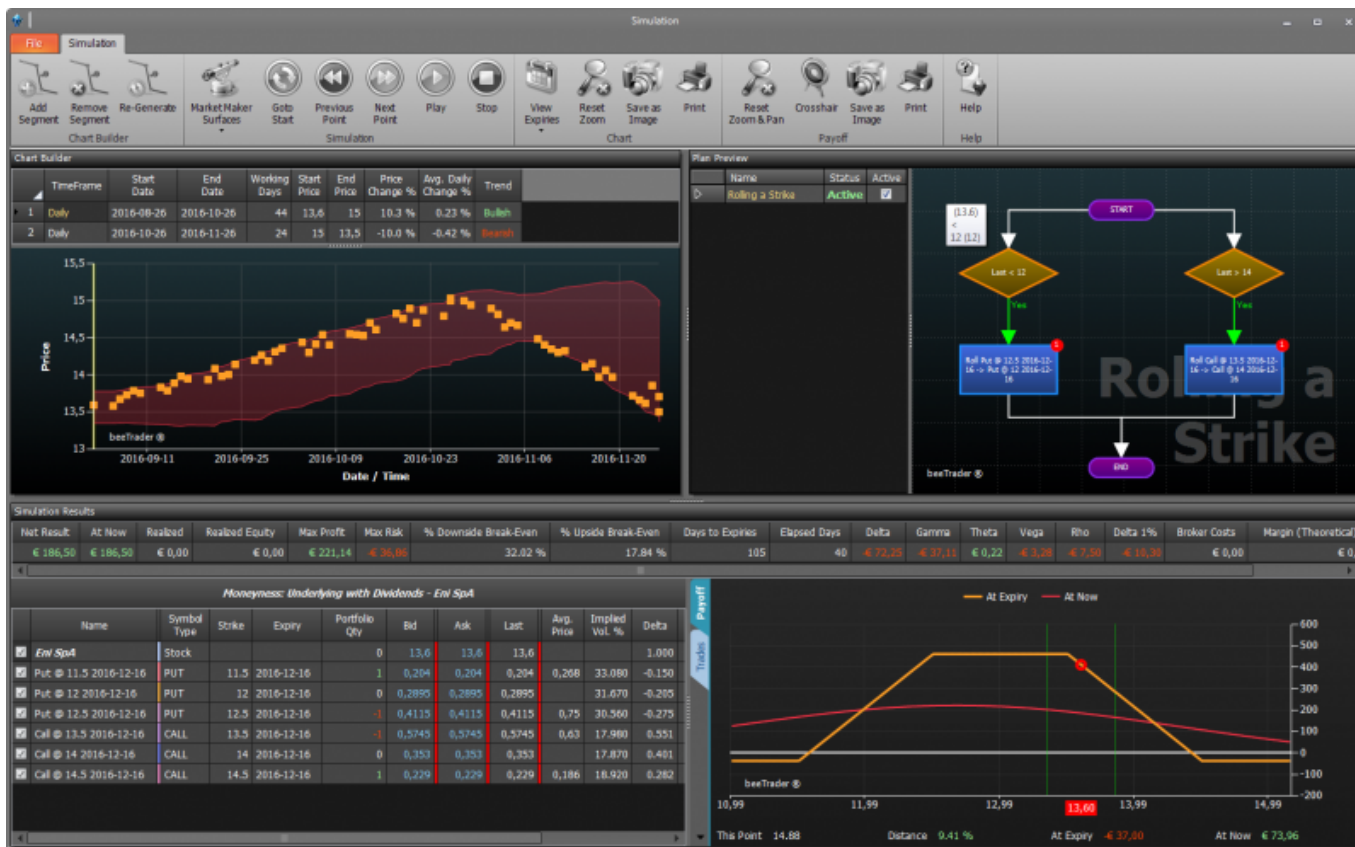 Simulation
File Simulation
Add Segment Remove Segment Re-Generate MarketMaker Surfaces Goto Start Previous Point Next Point Play Stop View Expiries Reset Zoom Save as Image Print Reset Zoom & Pan Crosshair Save as Image Print Help
Chart Builder Simulation Chart Payoff Help
Chart Builder
TimeFrame Start Date End Date Working Days Start Price End Price Price Change % Avg. Daily Change % Trend
1 Daily 2016-08-26 2016-10-26 44 13,6 15 10.3 % 0.23 % Bullish
2 Daily 2016-10-26 2016-11-26 24 15 13,5 -10.0 % -0.42 % Bearish
15,5
15
14,5
14
13,5
13
Price
beeTrader ®
2016-09-11 2016-09-25 2016-10-09 2016-10-23 2016-11-06 2016-11-20
Date / Time
Plan Preview
Name Status Active
Rolling a Strike Active
(13.6)
<
12 (12)
START
Last < 12 Last > 14
Yes Yes
1 1
Roll Put @ 12.5 2016-12-
16 -> Put @ 12 2016-12-
16
Roll Call @ 13.5 2016-12-
16 -> Call @ 14 2016-12-
16
Rolling a
Strike
END
beeTrader ®
Simulation Results
Net Result At Now Realized Realized Equity Max Profit Max Risk % Downside Break-Even % Upside Break-Even Days to Expiries Elapsed Days Delta Gamma Theta Vega Rho Delta 1% Broker Costs Margin (Theoretical)
€ 186,50 € 186,50 € 0,00 € 0,00 € 221,14 -€ 36,86 32.02 % 17.84 % 105 40 -€ 72,25 -€ 37,11 € 0,22 -€ 3,28 -€ 7,50 -€ 10,30 € 0,00 € 0,
Moneyness: Underlying with Dividends - Eni SpA
Name Symbol Type Strike Expiry Portfolio Qty Bid Ask Last Avg. Price Implied Vol. % Delta
Eni SpA Stock 0 13,6 13,6 13,6 1.000
Put @ 11.5 2016-12-16 PUT 11.5 2016-12-16 1 0,204 0,204 0,204 0,268 33.080 -0.150
Put @ 12 2016-12-16 PUT 12 2016-12-16 0 0,2895 0,2895 0,2895 31.670 -0.205
Put @ 12.5 2016-12-16 PUT 12.5 2016-12-16 -1 0,4115 0,4115 0,4115 0,75 30.560 -0.275
Call @ 13.5 2016-12-16 CALL 13.5 2016-12-16 -1 0,5745 0,5745 0,5745 0,63 17.980 0.551
Call @ 14 2016-12-16 CALL 14 2016-12-16 0 0,353 0,353 0,353 17.870 0.401
Call @ 14.5 2016-12-16 CALL 14.5 2016-12-16 1 0,229 0,229 0,229 0,186 18.920 0.282
Payoff
Trades
At Expiry At Now
600
500
400
300
200
100
0
-100
-200
beeTrader ®
10,99 11,99 12,99 13,60 13,99 14,99
This Point 14.88 Distance 9.41 % At Expiry -€ 37,00 At Now € 73,96